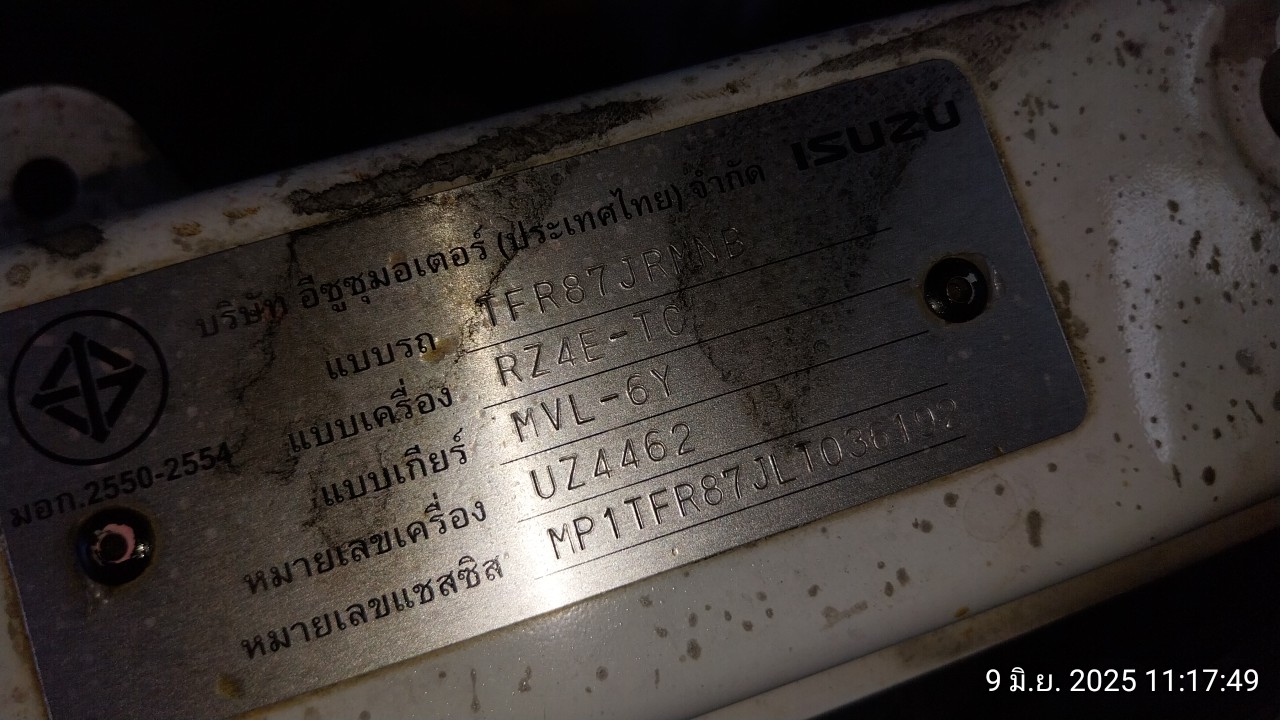 ISUZU
บริษัท อีซูซุมอเตอร์ (ประเทศไทย) จำกัด
แบบรถ TFR87JRMNB
แบบเครื่อง RZ4E-TC
แบบเกียร์ MVL-6Y
หมายเลขเครื่อง UZ4462
หมายเลขแชสซิส MP1TFR87JLT036192
มอก.2550-2554
9 มิ.ย. 2025 11:17:49